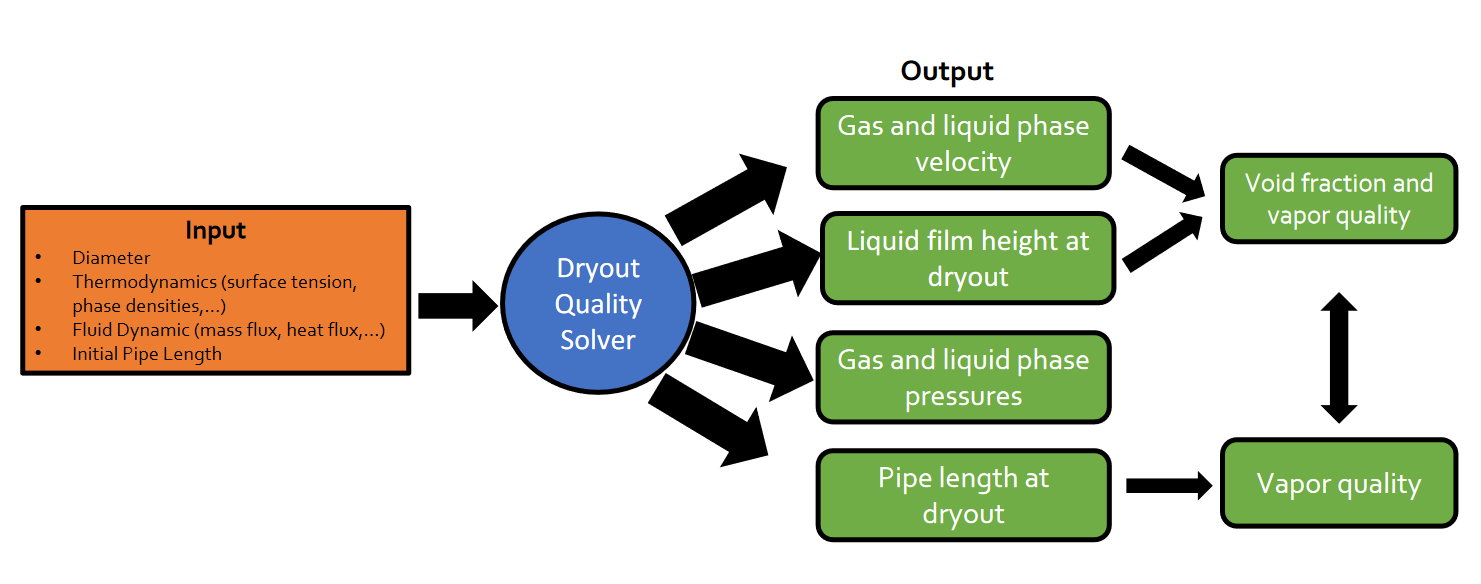 Input
• Diameter
• Thermodynamics (surface tension,
phase densities,...)
• Fluid Dynamic (mass flux, heat flux,...)
• Initial Pipe Length
Dryout
Quality
Solver
Output
Gas and liquid phase
velocity
Liquid film height at
dryout
Gas and liquid phase
pressures
Pipe length at
dryout
Void fraction and
vapor quality
Vapor quality